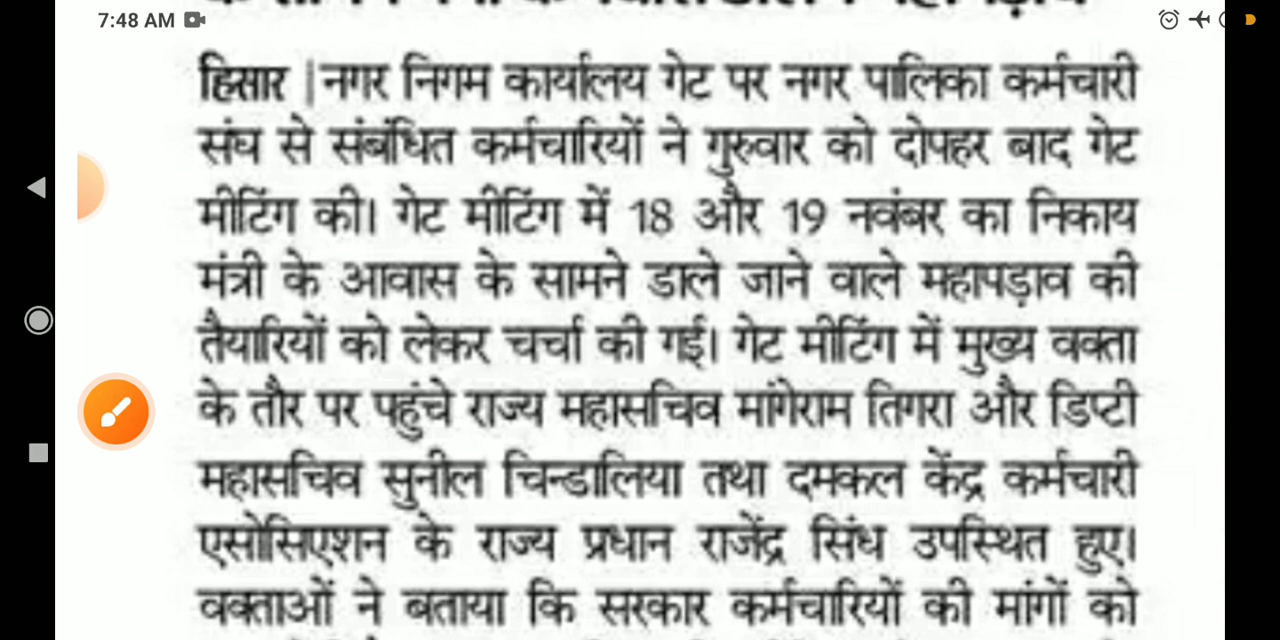 7:48 AM
हिसार |नगर निगम कार्यालय गेट पर नगर पालिका कर्मचारी
संघ से संबंधित कर्मचारियों ने गुरुवार को दोपहर बाद गेट
मीटिंग की। गेट मीटिंग में 18 और 19 नवंबर का निकाय
मंत्री के आवास के सामने डाले जाने वाले महापड़ाव की
तैयारियों को लेकर चर्चा की गई। गेट मीटिंग में मुख्य वक्ता
के तौर पर पहुंचे राज्य महासचिव मांगेराम तिगरा और डिप्टी
महासचिव सुनील चिन्डालिया तथा दमकल केंद्र कर्मचारी
एसोसिएशन के राज्य प्रधान राजेंद्र सिंध उपस्थित हुए।
वक्ताओं ने बताया कि सरकार कर्मचारियों की मांगों को